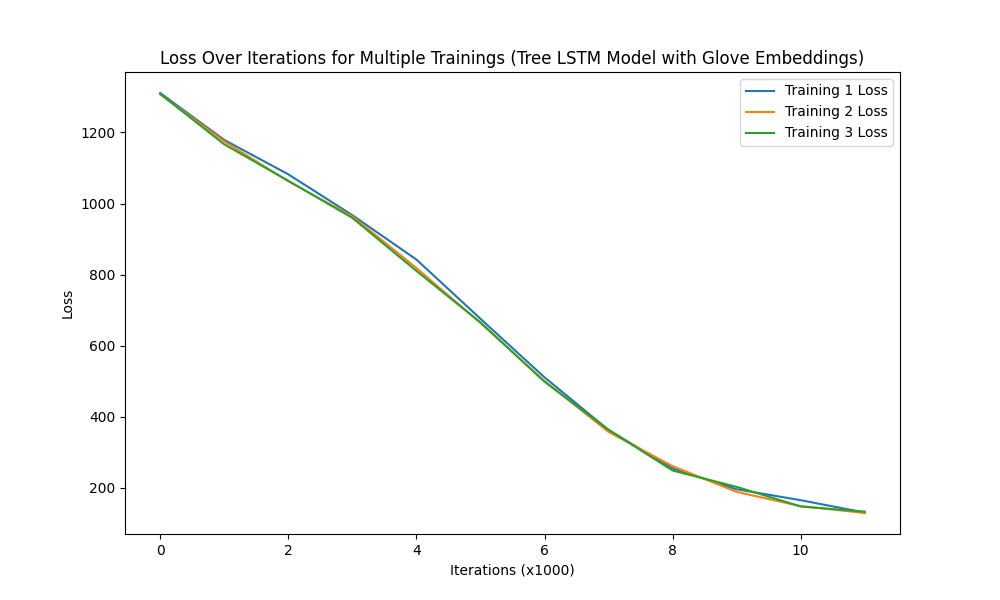 Loss Over Iterations for Multiple Trainings (Tree LSTM Model with Glove Embeddings)
Training 1 Loss
Training 2 Loss
Training 3 Loss
Loss
1200
1000
800
600
400
200
0 2 4 6 8 10
Iterations (x1000)